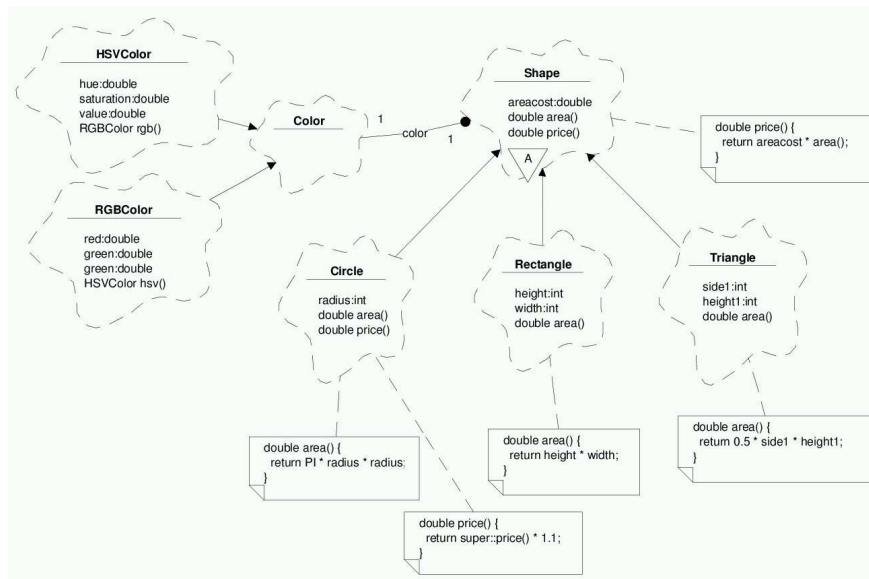 HSVColor
hue:double
saturation:double
value:double
RGBColor rgb()
Color
1
color
1
Shape
areacost:double
double area()
double price()
A
double price() {
return areacost * area();
}
RGBColor
red:double
green:double
green:double
HSVColor hsv()
Circle
radius:int
double area()
double price()
Rectangle
height:int
width:int
double area()
Triangle
side1:int
height1:int
double area()
double area() {
return PI * radius * radius;
}
double area() {
return height * width;
}
double area() {
return 0.5 * side1 * height1;
}
double price() {
return super::price() * 1.1;
}